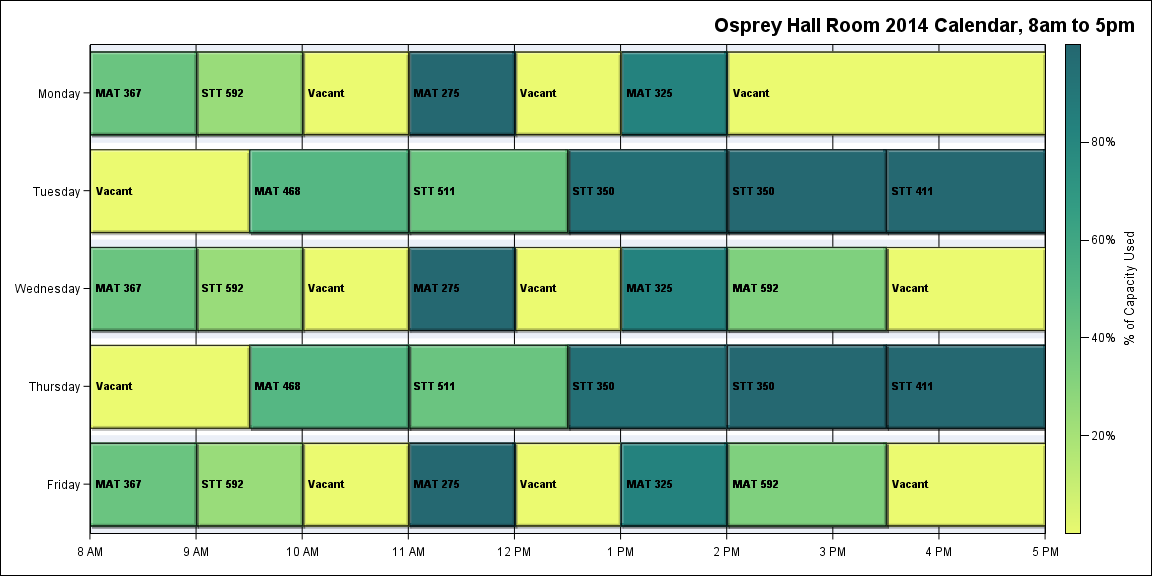 Osprey Hall Room 2014 Calendar, 8am to 5pm
Monday MAT 367 STT 592 Vacant MAT 275 Vacant MAT 325 Vacant
80%
Tuesday Vacant MAT 468 STT 511 STT 350 STT 350 STT 411
60%
% of Capacity Used
Wednesday MAT 367 STT 592 Vacant MAT 275 Vacant MAT 325 MAT 592 Vacant
40%
Thursday Vacant MAT 468 STT 511 STT 350 STT 350 STT 411
20%
Friday MAT 367 STT 592 Vacant MAT 275 Vacant MAT 325 MAT 592 Vacant
8 AM 9 AM 10 AM 11 AM 12 PM 1 PM 2 PM 3 PM 4 PM 5 PM